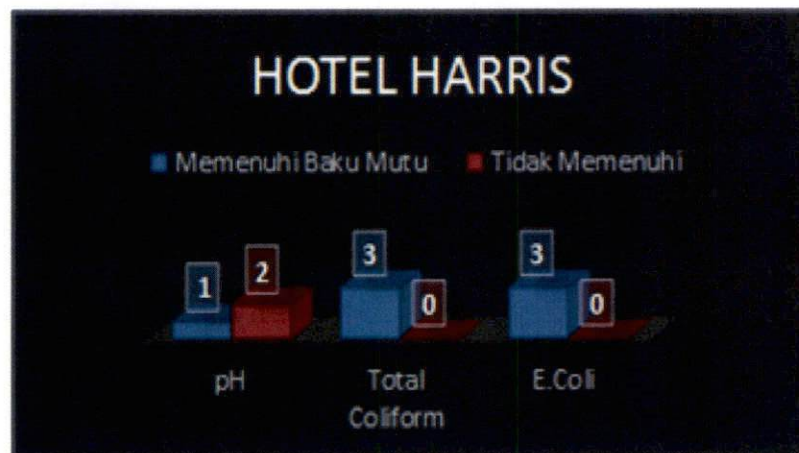 HOTEL HARRIS
Memenuhi Baku Mutu Tidak Memenuhi
1 2 3 0 3 0
pH Total Coliform E.Coli